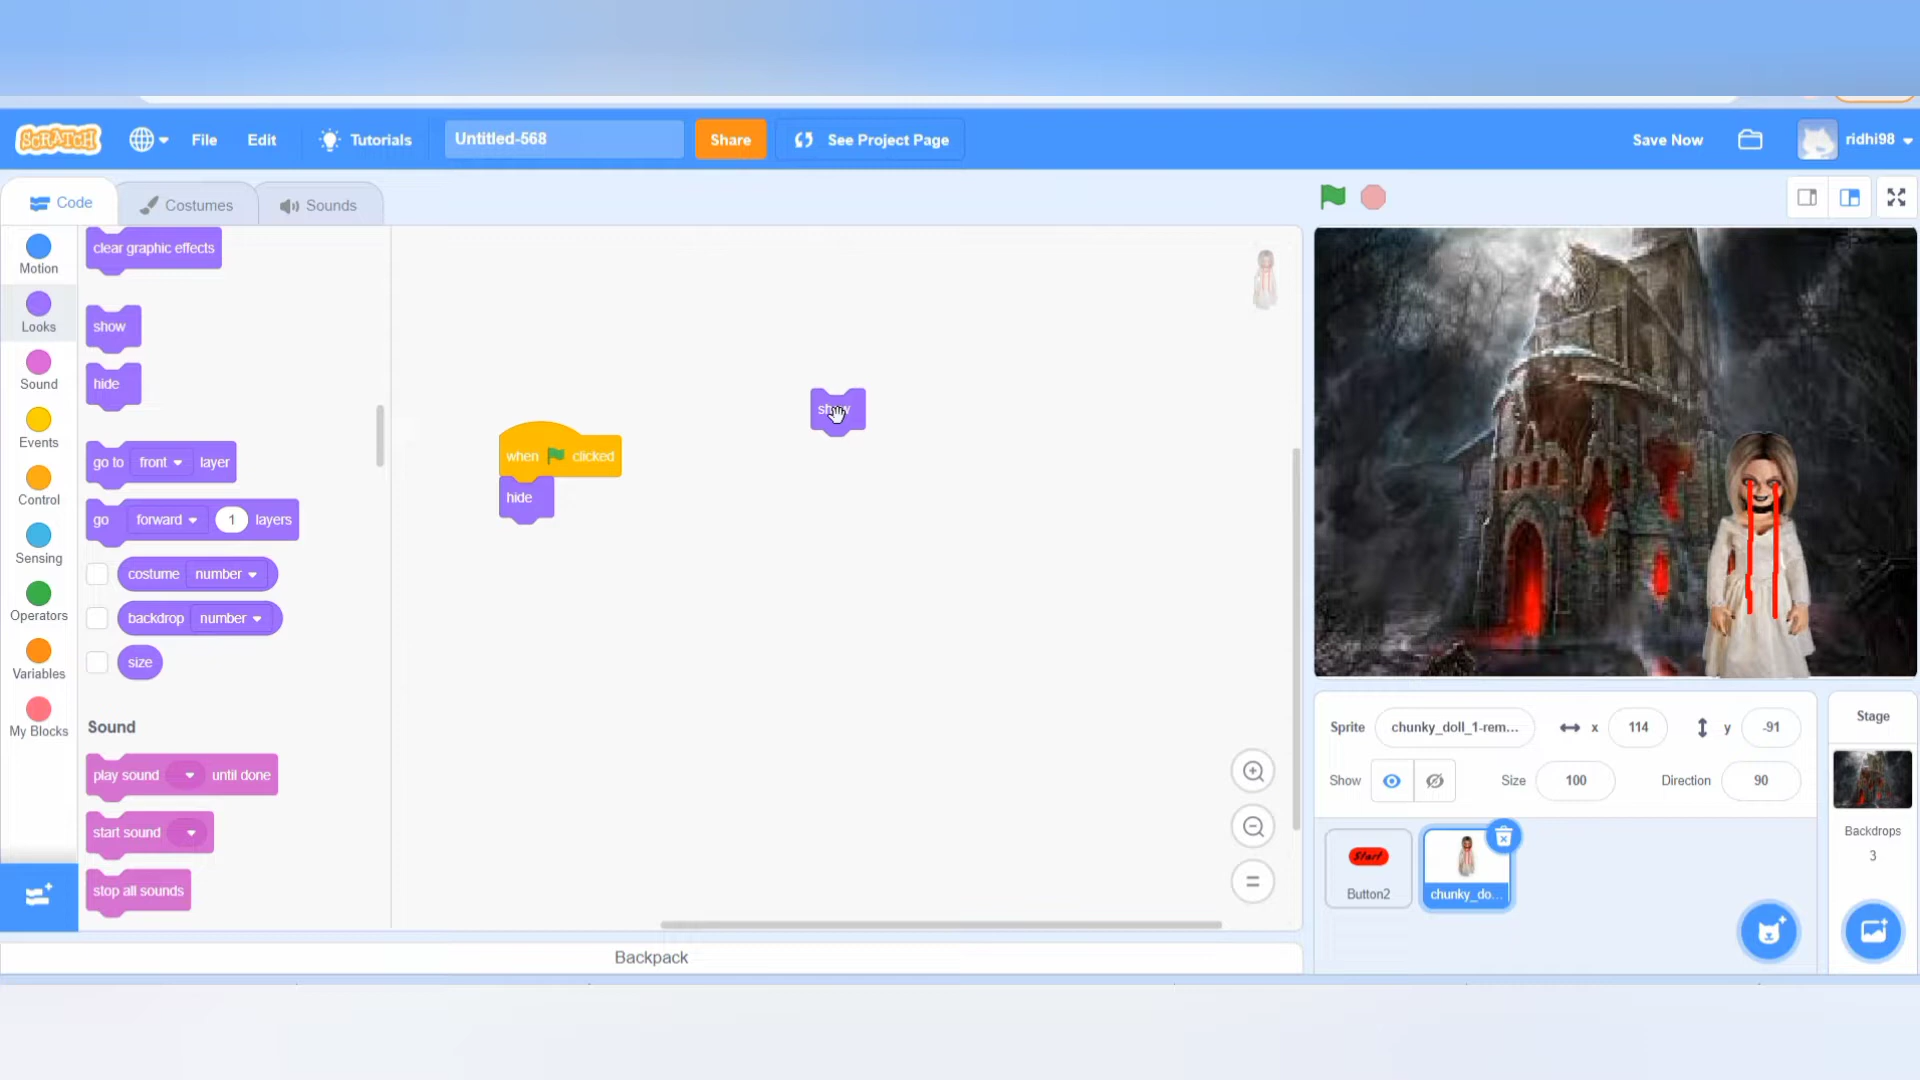 SCRATCH File Edit Tutorials Untitled-568 Share See Project Page Save Now ridhi98
Code Costumes Sounds
Motion
Looks
Sound
Events
Control
Sensing
Operators
Variables
My Blocks
clear graphic effects
show
hide
go to front layer
go forward 1 layers
costume number
backdrop number
size
Sound
play sound until done
start sound
stop all sounds
when clicked
hide
show
Backpack
Sprite chunky_doll_1-rem... x 114 y -91
Show Size 100 Direction 90
Start
Button2
chunky_do...
Stage
Backdrops
3